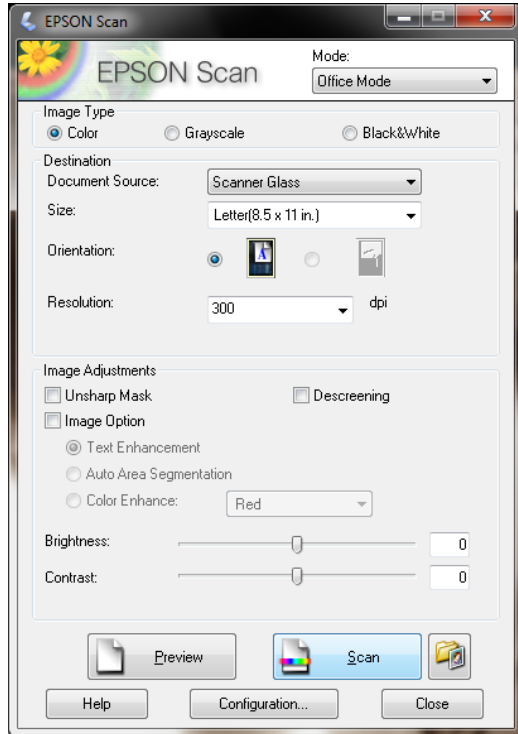 EPSON Scan
EPSON Scan
Mode:
Office Mode
Image Type
Color Grayscale Black&White
Destination
Document Source: Scanner Glass
Size: Letter(8.5 x 11 in.)
Orientation: A
Resolution: 300 dpi
Image Adjustments
Unsharp Mask Descreening
Image Option
Text Enhancement
Auto Area Segmentation
Color Enhance: Red
Brightness: 0
Contrast: 0
Preview Scan
Help Configuration... Close